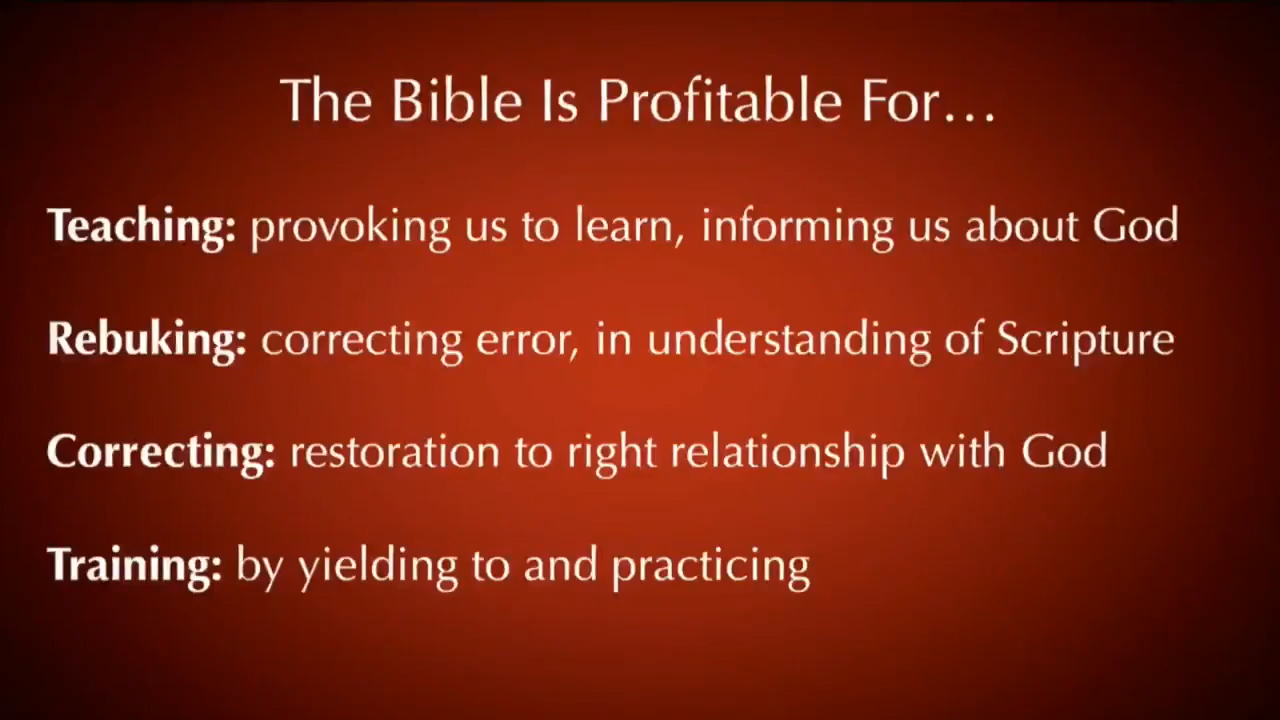 The Bible Is Profitable For…
Teaching: provoking us to learn, informing us about God
Rebuking: correcting error, in understanding of Scripture
Correcting: restoration to right relationship with God
Training: by yielding to and practicing